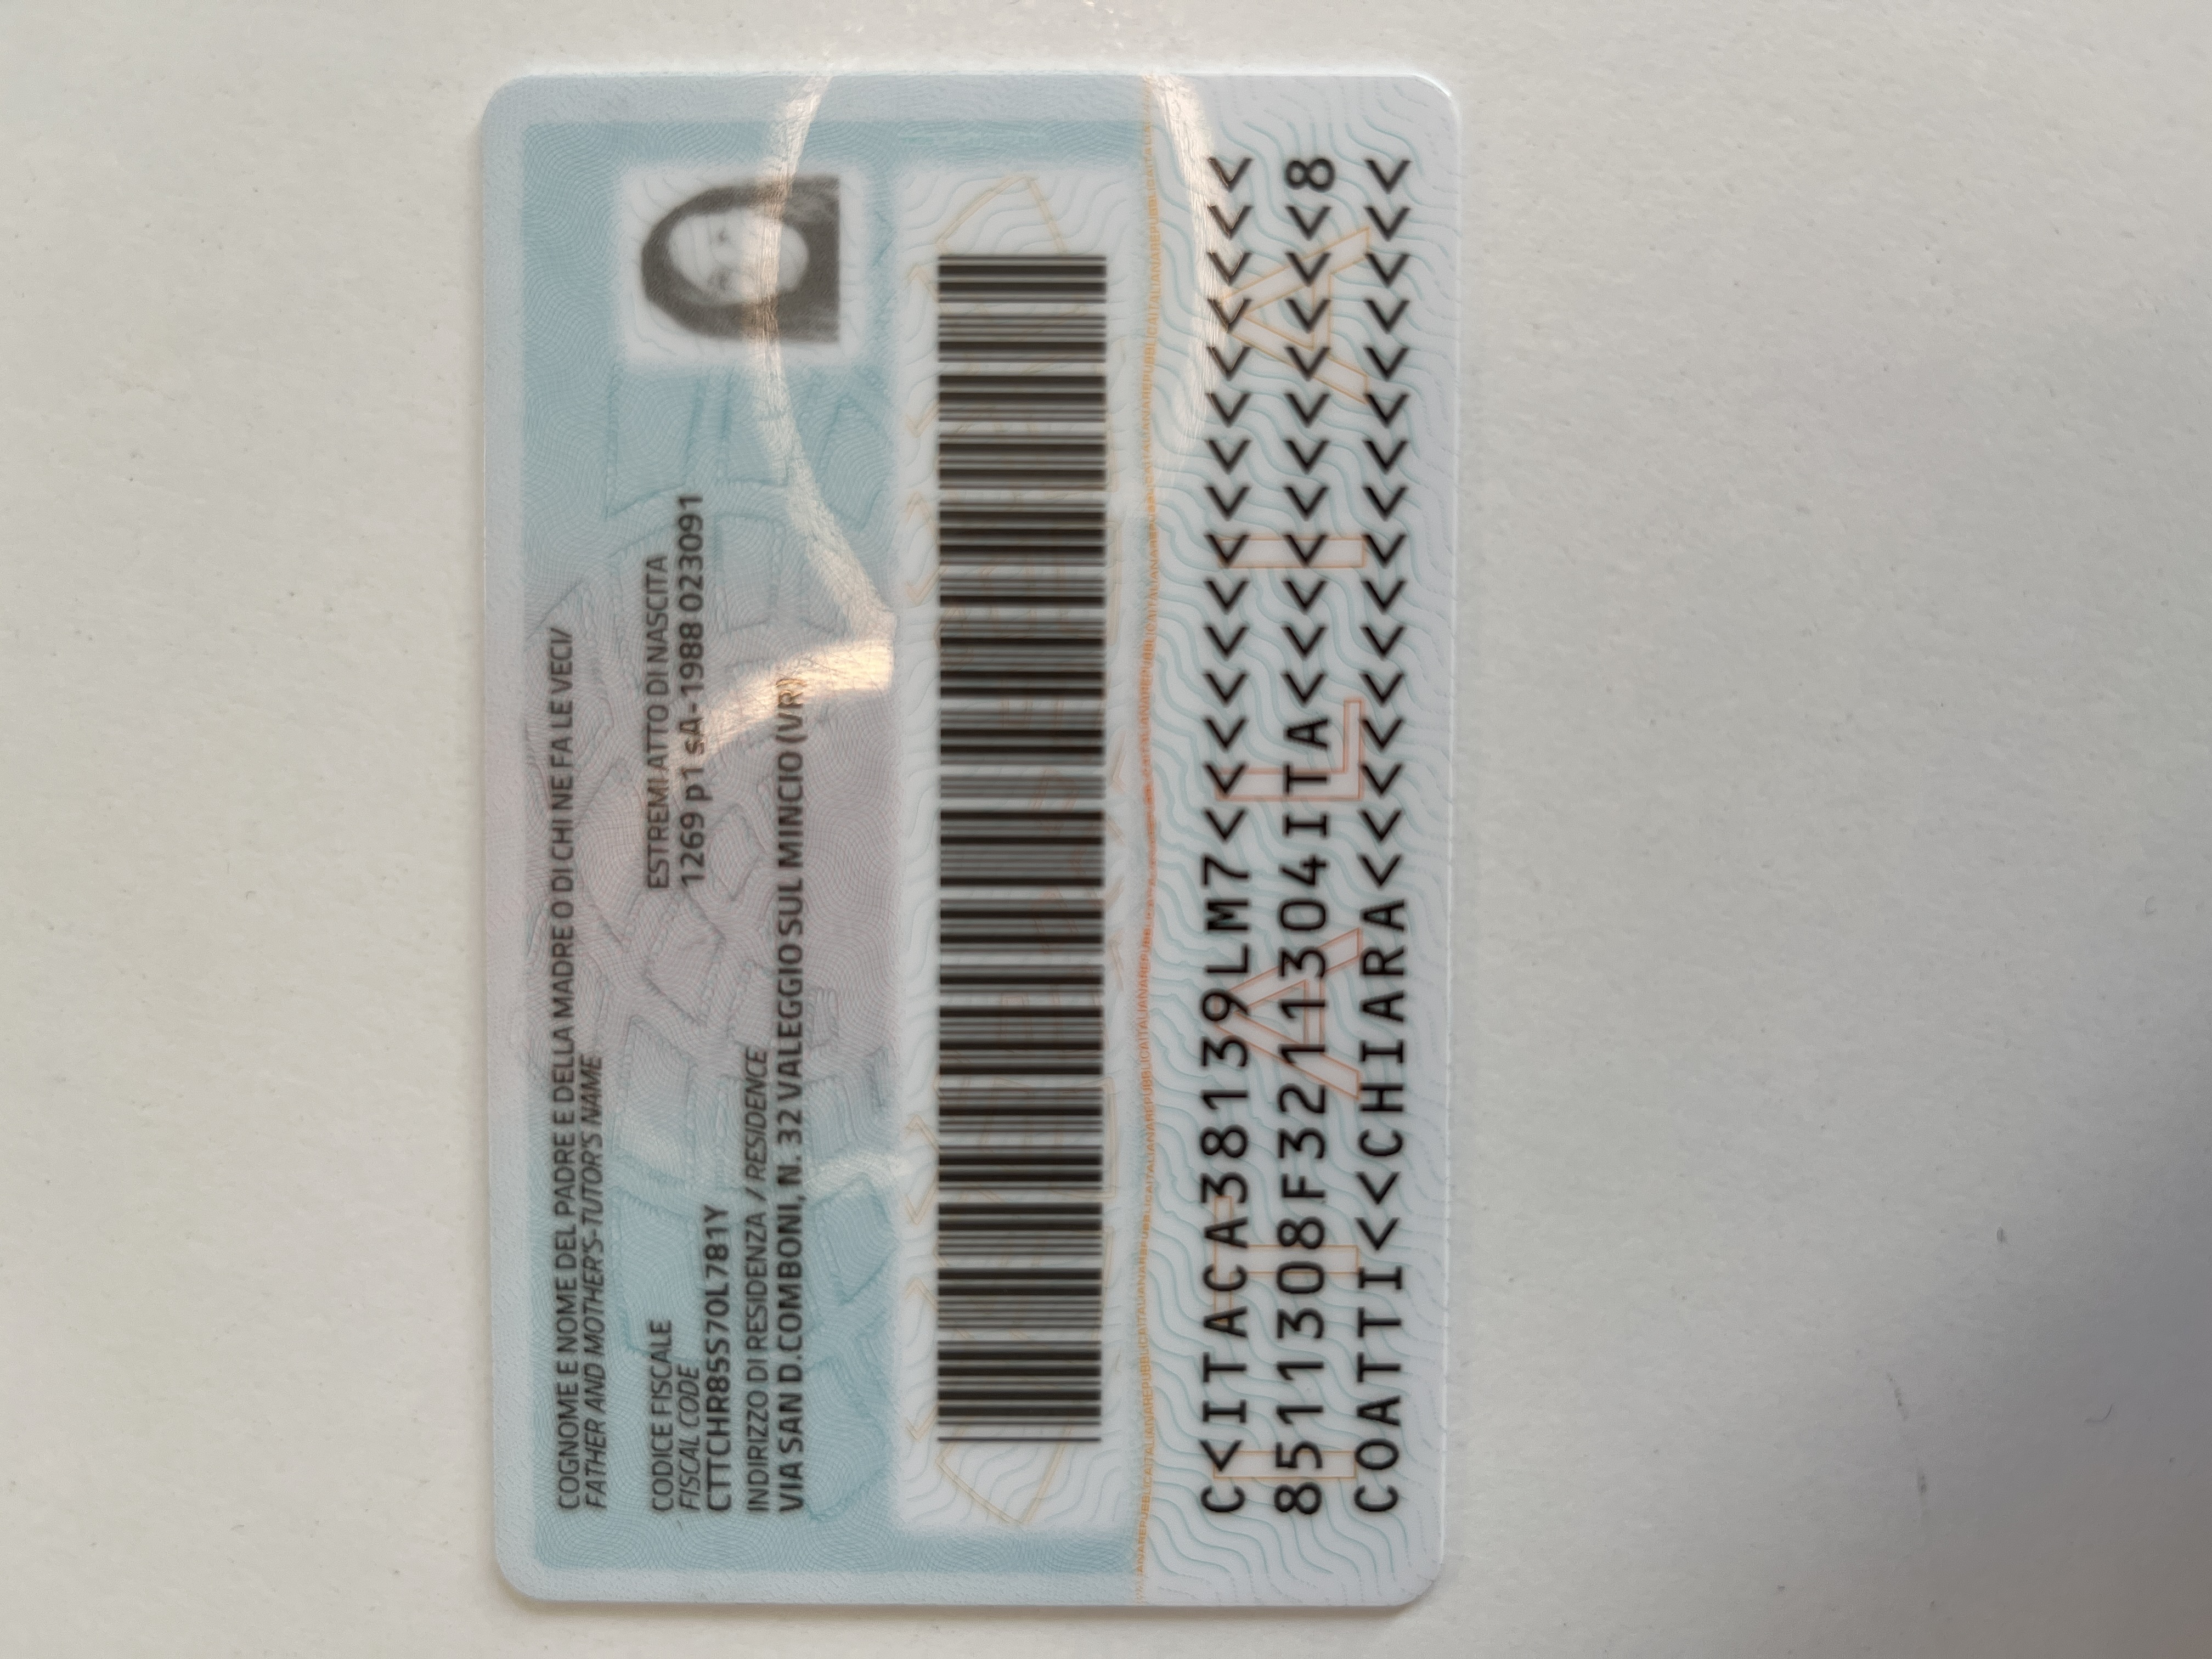 COGNOME E NOME DEL PADRE E DELLA MADRE O DI CHI NE FA LE VECI/
FATHER AND MOTHER'S-TUTOR'S NAME
CODICE FISCALE
FISCAL CODE
CTTCHR85S70L781Y
ESTREMI ATTO DI NASCITA
1269 p1 sA-1988 023091
INDIRIZZO DI RESIDENZA / RESIDENCE
VIA SAN D.COMBONI, N. 32 VALEGGIO SUL MINCIO (VR)
C<ITACA38139LM7<<<<<<<<<<<<<<<
8511308F3211304ITA<<<<<<<<<<<8
COATTI<<CHIARA<<<<<<<<<<<<<<<<
ITALIA